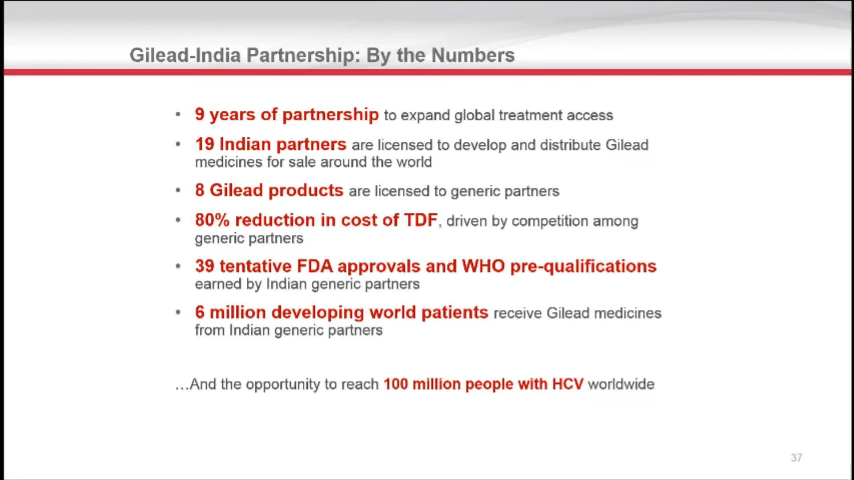 Gilead-India Partnership: By the Numbers
• 9 years of partnership to expand global treatment access
• 19 Indian partners are licensed to develop and distribute Gilead
medicines for sale around the world
• 8 Gilead products are licensed to generic partners
• 80% reduction in cost of TDF, driven by competition among
generic partners
• 39 tentative FDA approvals and WHO pre-qualifications
earned by Indian generic partners
• 6 million developing world patients receive Gilead medicines
from Indian generic partners
…And the opportunity to reach 100 million people with HCV worldwide
37